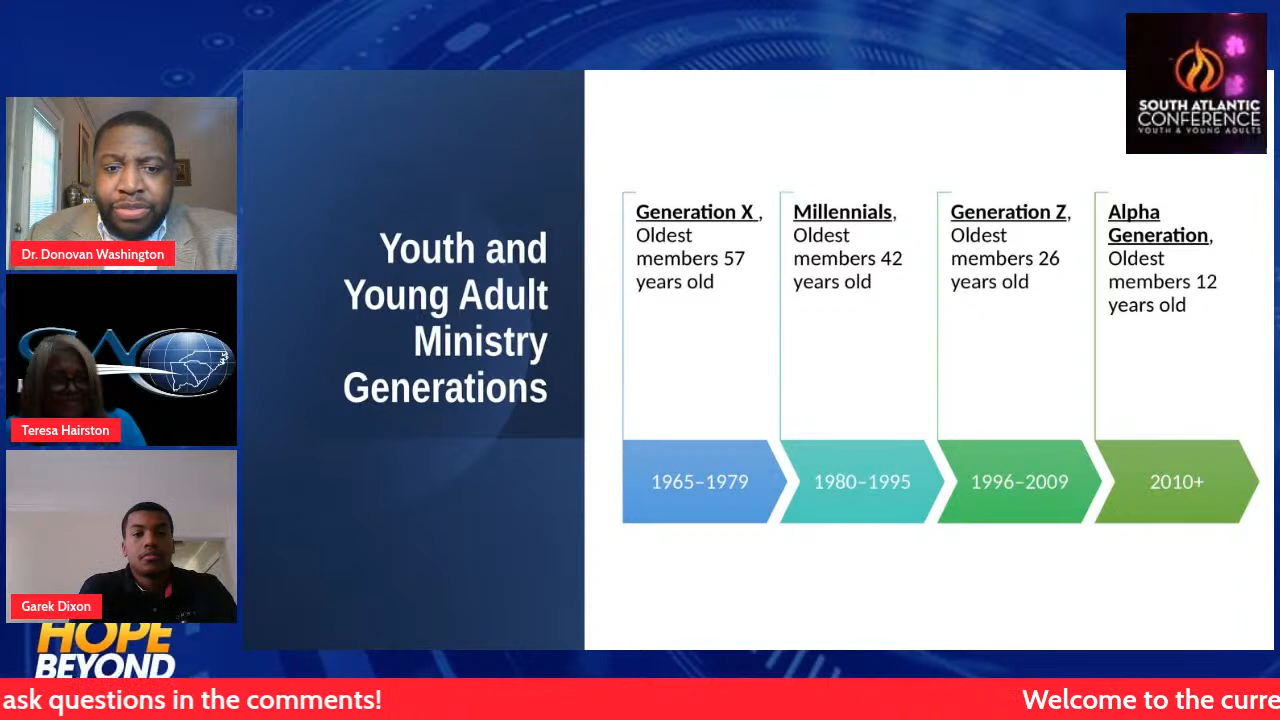 SOUTH ATLANTIC
CONFERENCE
YOUTH & YOUNG ADULTS
Dr. Donovan Washington
Teresa Hairston
Garek Dixon
Youth and
Young Adult
Ministry
Generations
Generation X ,
Oldest
members 57
years old
Millennials,
Oldest
members 42
years old
Generation Z,
Oldest
members 26
years old
Alpha
Generation,
Oldest
members 12
years old
1965–1979
1980–1995
1996–2009
2010+
HOPE
BEYOND
ask questions in the comments!
Welcome to the curre